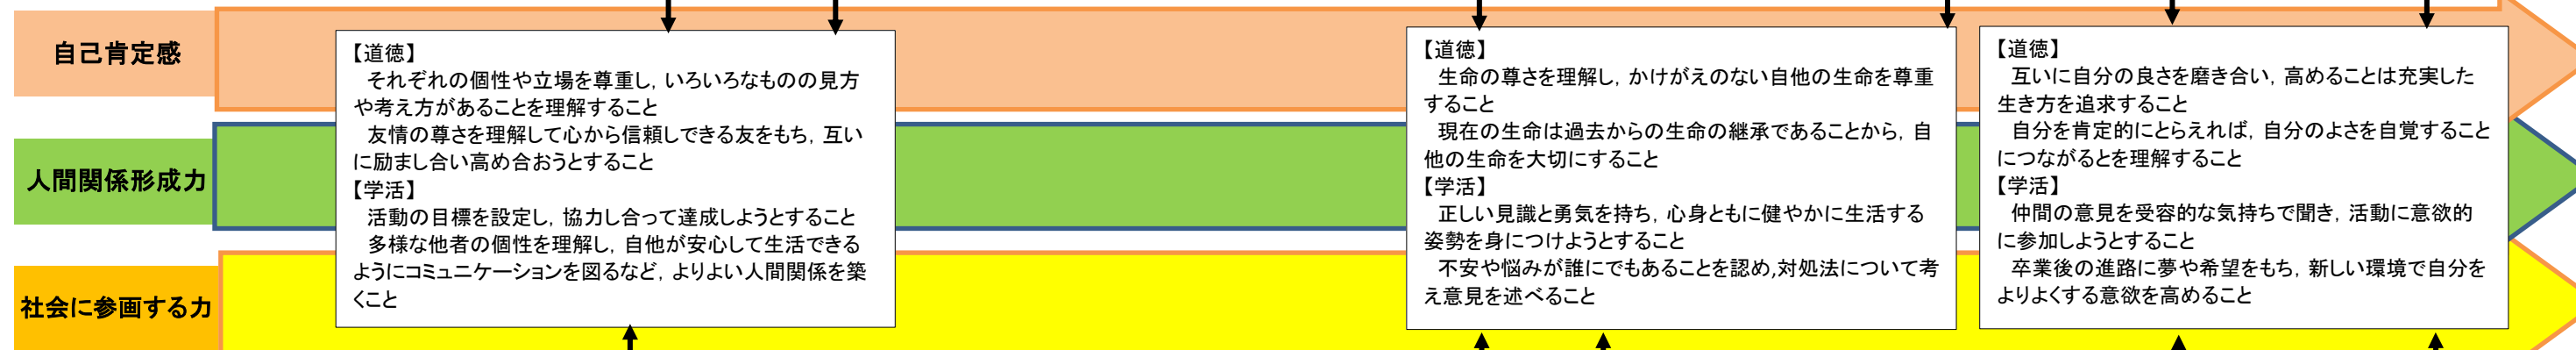 自己肯定感
人間関係形成力
社会に参画する力
【道徳】
それぞれの個性や立場を尊重し，いろいろなものの見方
や考え方があることを理解すること
友情の尊さを理解して心から信頼しできる友をもち，互い
に励まし合い高め合おうとすること
【学活】
活動の目標を設定し，協力し合って達成しようとすること
多様な他者の個性を理解し，自他が安心して生活できる
ようにコミュニケーションを図るなど，よりよい人間関係を築
くこと
【道徳】
生命の尊さを理解し，かけがえのない自他の生命を尊重
すること
現在の生命は過去からの生命の継承であることから，自
他の生命を大切にすること
【学活】
正しい見識と勇気を持ち，心身ともに健やかに生活する
姿勢を身につけようとすること
不安や悩みが誰にでもあることを認め,対処法について考
え意見を述べること
【道徳】
互いに自分の良さを磨き合い，高めることは充実した
生き方を追求すること
自分を肯定的にとらえれば，自分のよさを自覚すること
につながるとを理解すること
【学活】
仲間の意見を受容的な気持ちで聞き，活動に意欲的
に参加しようとすること
卒業後の進路に夢や希望をもち，新しい環境で自分を
よりよくする意欲を高めること